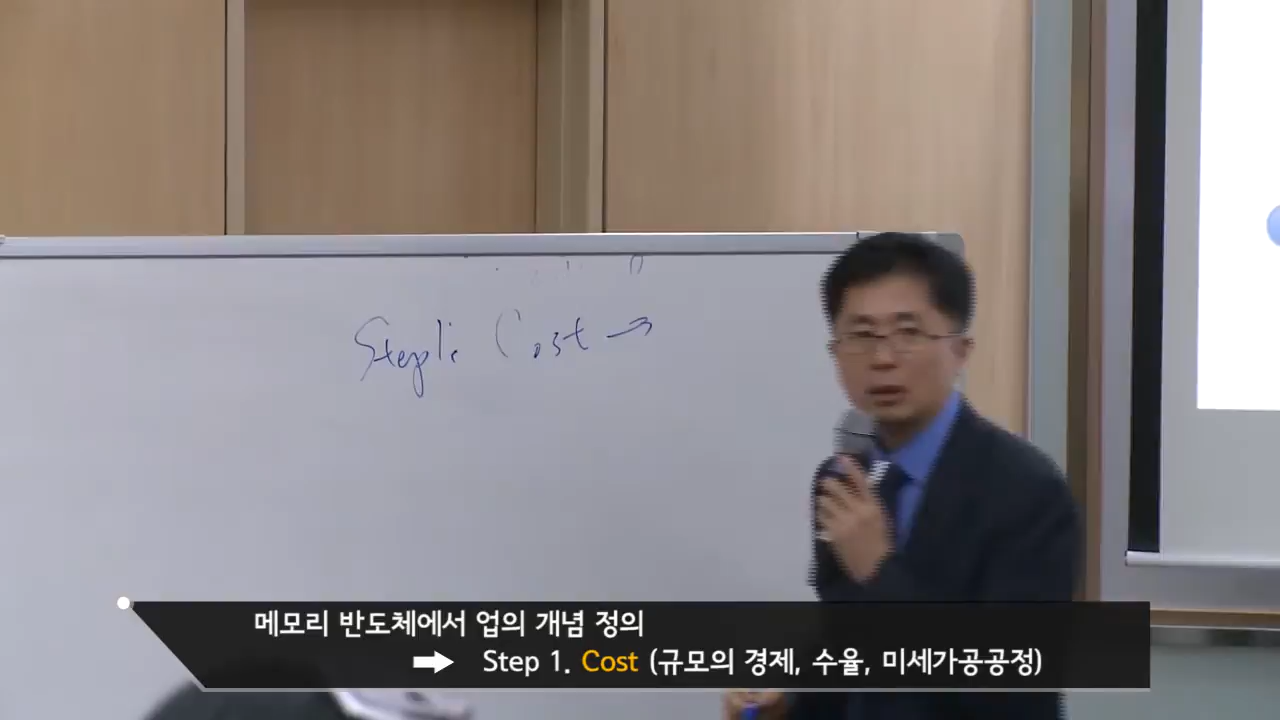 Step1. Cost →
메모리 반도체에서 업의 개념 정의
Step 1. Cost (규모의 경제, 수율, 미세가공공정)